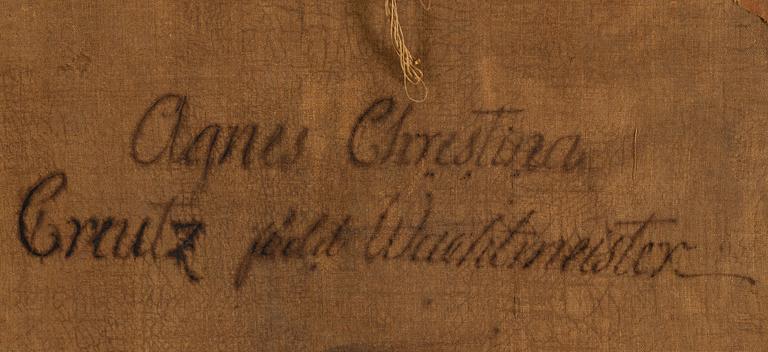 Agnes Christina
Creutz född Wachtmeister